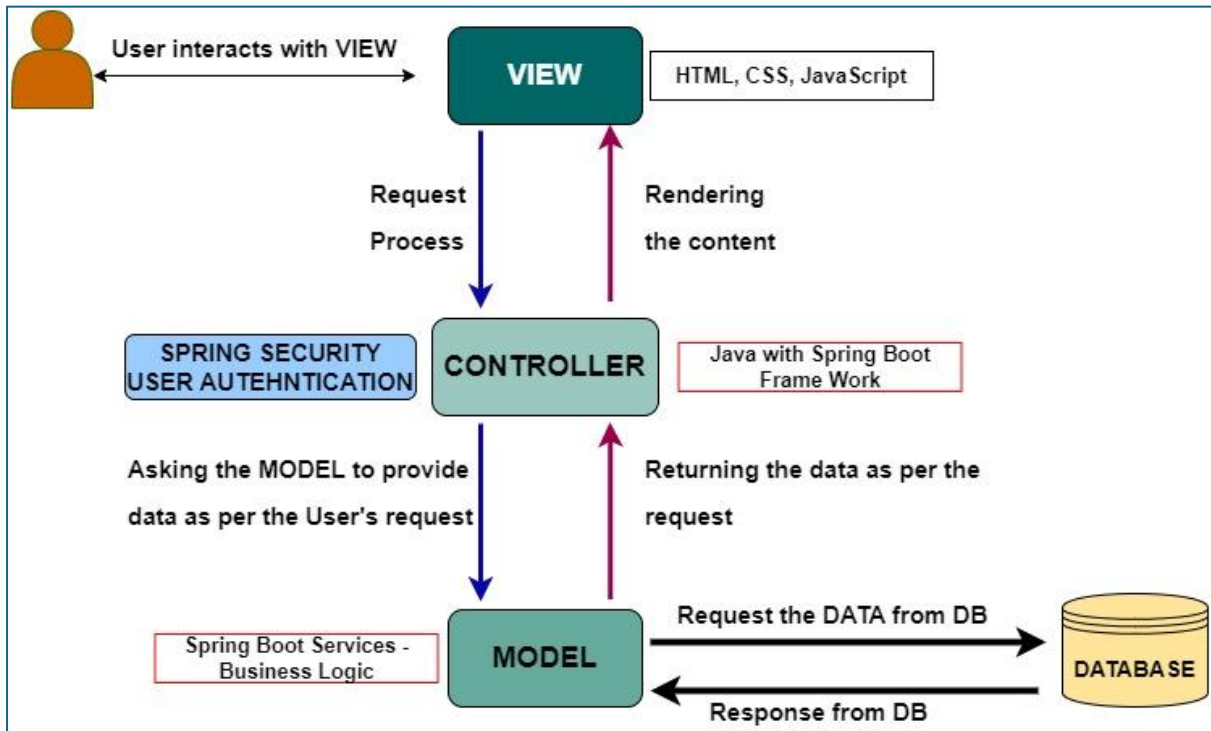 User interacts with VIEW
VIEW
HTML, CSS, JavaScript
Request
Process
Rendering
the content
SPRING SECURITY
USER AUTEHNTICATION
CONTROLLER
Java with Spring Boot
Frame Work
Asking the MODEL to provide
data as per the User's request
Returning the data as per the
request
Spring Boot Services -
Business Logic
MODEL
Request the DATA from DB
Response from DB
DATABASE